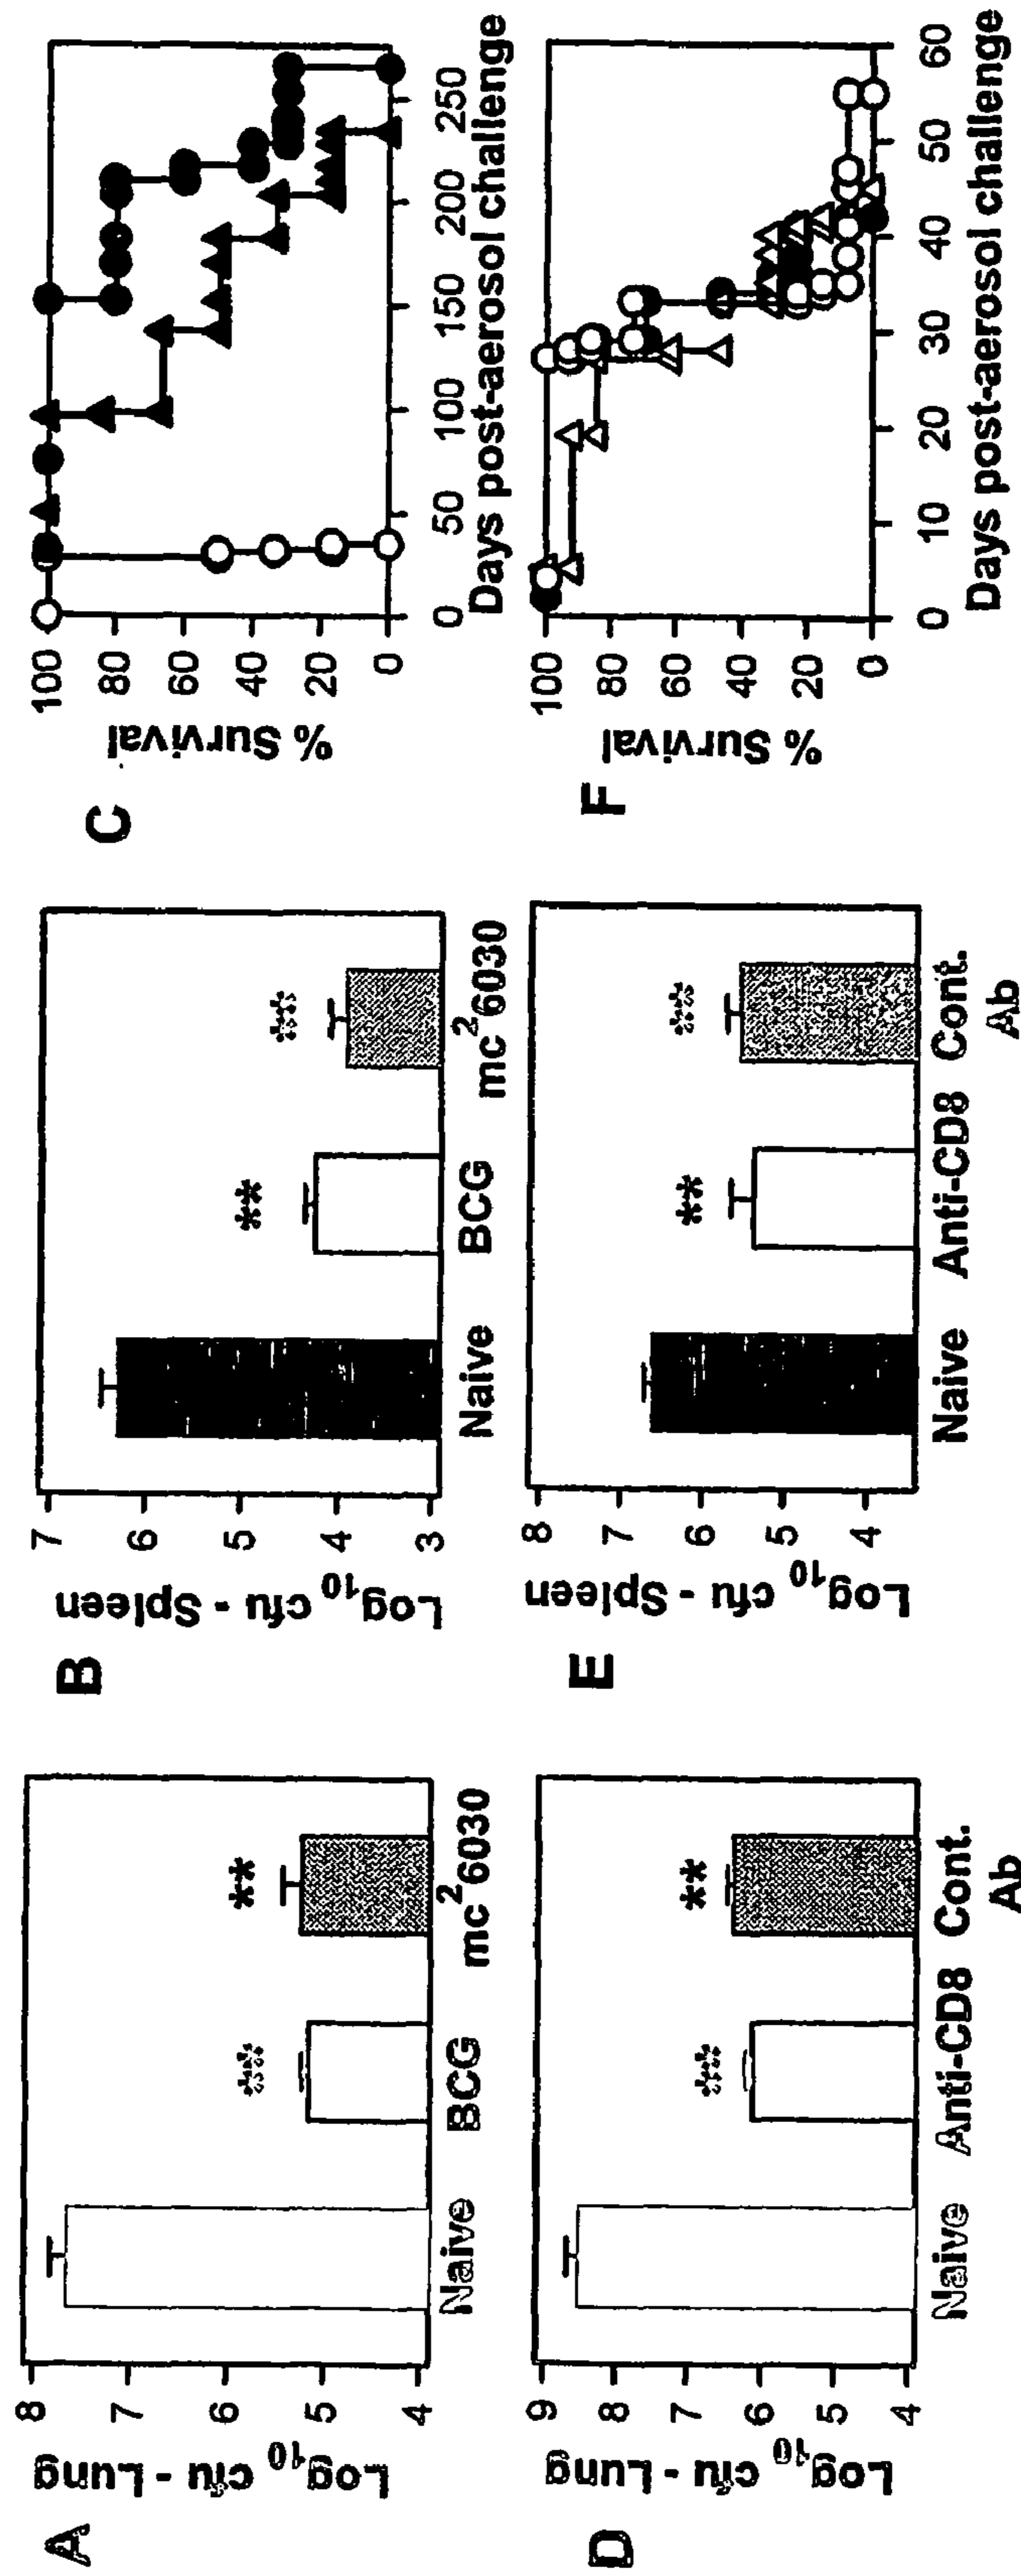 A
Log10 cfu - Lung
8
7
6
5
4
Naive
BCG
mc26030
**
**
B
Log10 cfu - Spleen
7
6
5
4
3
Naive
BCG
mc26030
**
**
C
% Survival
100
80
60
40
20
0
0
50
100
150
200
250
Days post-aerosol challenge
D
Log10 cfu - Lung
9
8
7
6
5
4
Naive
Anti-CD8
Cont.
Ab
**
**
E
Log10 cfu - Spleen
8
7
6
5
4
Naive
Anti-CD8
Cont.
Ab
**
**
F
% Survival
100
80
60
40
20
0
0
10
20
30
40
50
60
Days post-aerosol challenge